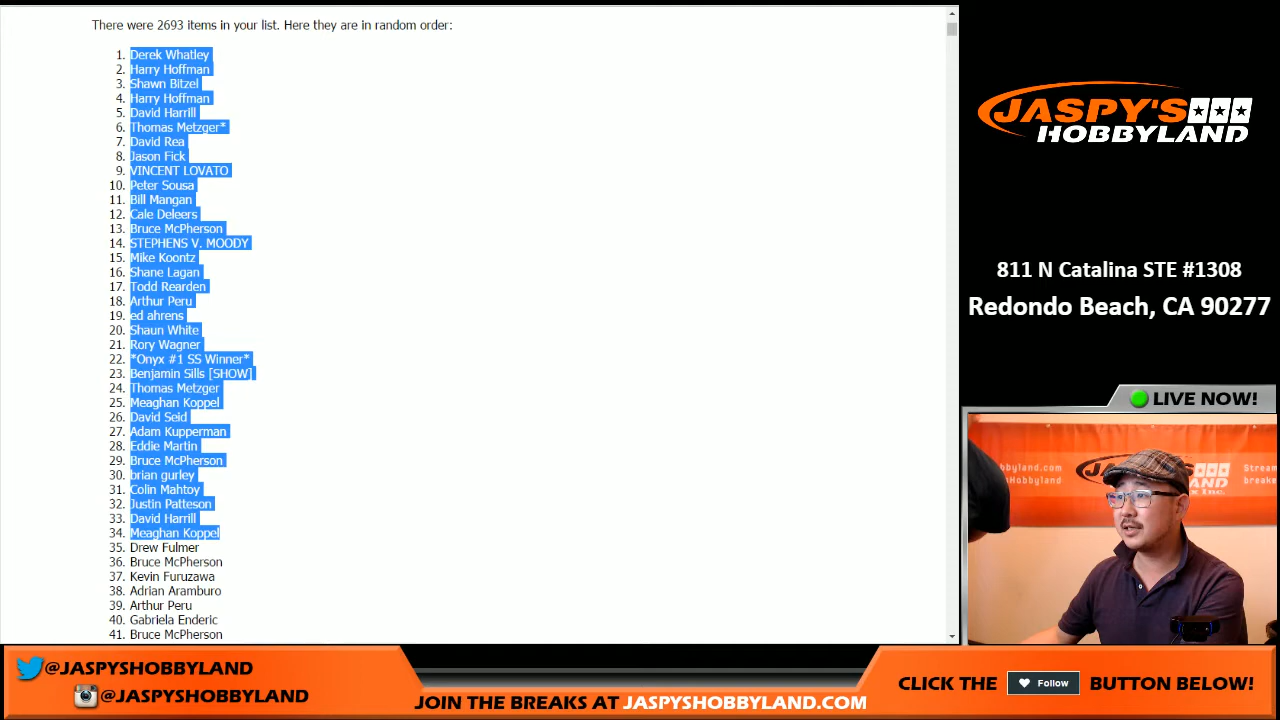 There were 2693 items in your list. Here they are in random order:
1. Derek Whatley
2. Harry Hoffman
3. Shawn Bitzel
4. Harry Hoffman
5. David Harrill
6. Thomas Metzger*
7. David Rea
8. Jason Fick
9. VINCENT LOVATO
10. Peter Sousa
11. Bill Mangan
12. Cale Deleers
13. Bruce McPherson
14. STEPHENS V. MOODY
15. Mike Koontz
16. Shane Lagan
17. Todd Rearden
18. Arthur Peru
19. ed ahrens
20. Shaun White
21. Rory Wagner
22. *Onyx #1 SS Winner*
23. Benjamin Sills [SHOW]
24. Thomas Metzger
25. Meaghan Koppel
26. David Seid
27. Adam Kupperman
28. Eddie Martin
29. Bruce McPherson
30. brian gurley
31. Colin Mahtoy
32. Justin Patteson
33. David Harrill
34. Meaghan Koppel
35. Drew Fulmer
36. Bruce McPherson
37. Kevin Furuzawa
38. Adrian Aramburo
39. Arthur Peru
40. Gabriela Enderic
41. Bruce McPherson
JASPY'S
HOBBYLAND
811 N Catalina STE #1308
Redondo Beach, CA 90277
LIVE NOW!
@JASPYSHOBBYLAND
@JASPYSHOBBYLAND
JOIN THE BREAKS AT JASPYSHOBBYLAND.COM
CLICK THE Follow BUTTON BELOW!